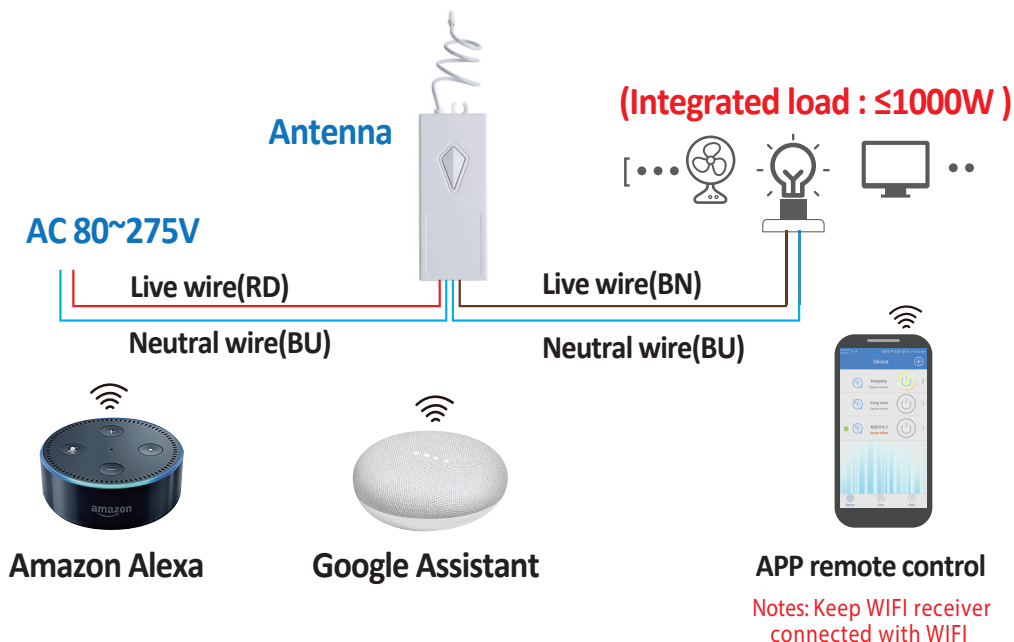 (Integrated load : ≤1000W )
Antenna
AC 80~275V
Live wire(RD)
Live wire(BN)
Neutral wire(BU)
Neutral wire(BU)
Device
amazon
Amazon Alexa
Google Assistant
APP remote control
Notes: Keep WIFI receiver
connected with WIFI